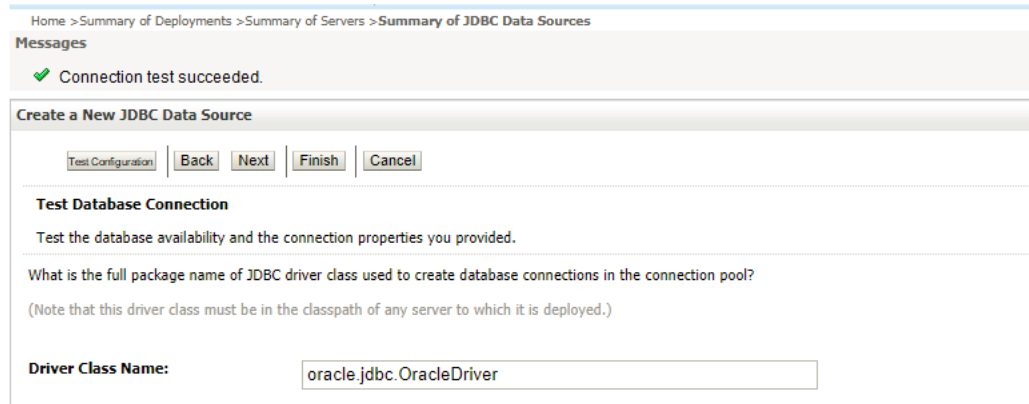 Home >Summary of Deployments >Summary of Servers >Summary of JDBC Data Sources
Messages
Connection test succeeded.
Create a New JDBC Data Source
Test Configuration Back Next Finish Cancel
Test Database Connection
Test the database availability and the connection properties you provided.
What is the full package name of JDBC driver class used to create database connections in the connection pool?
(Note that this driver class must be in the classpath of any server to which it is deployed.)
Driver Class Name: oracle.jdbc.OracleDriver